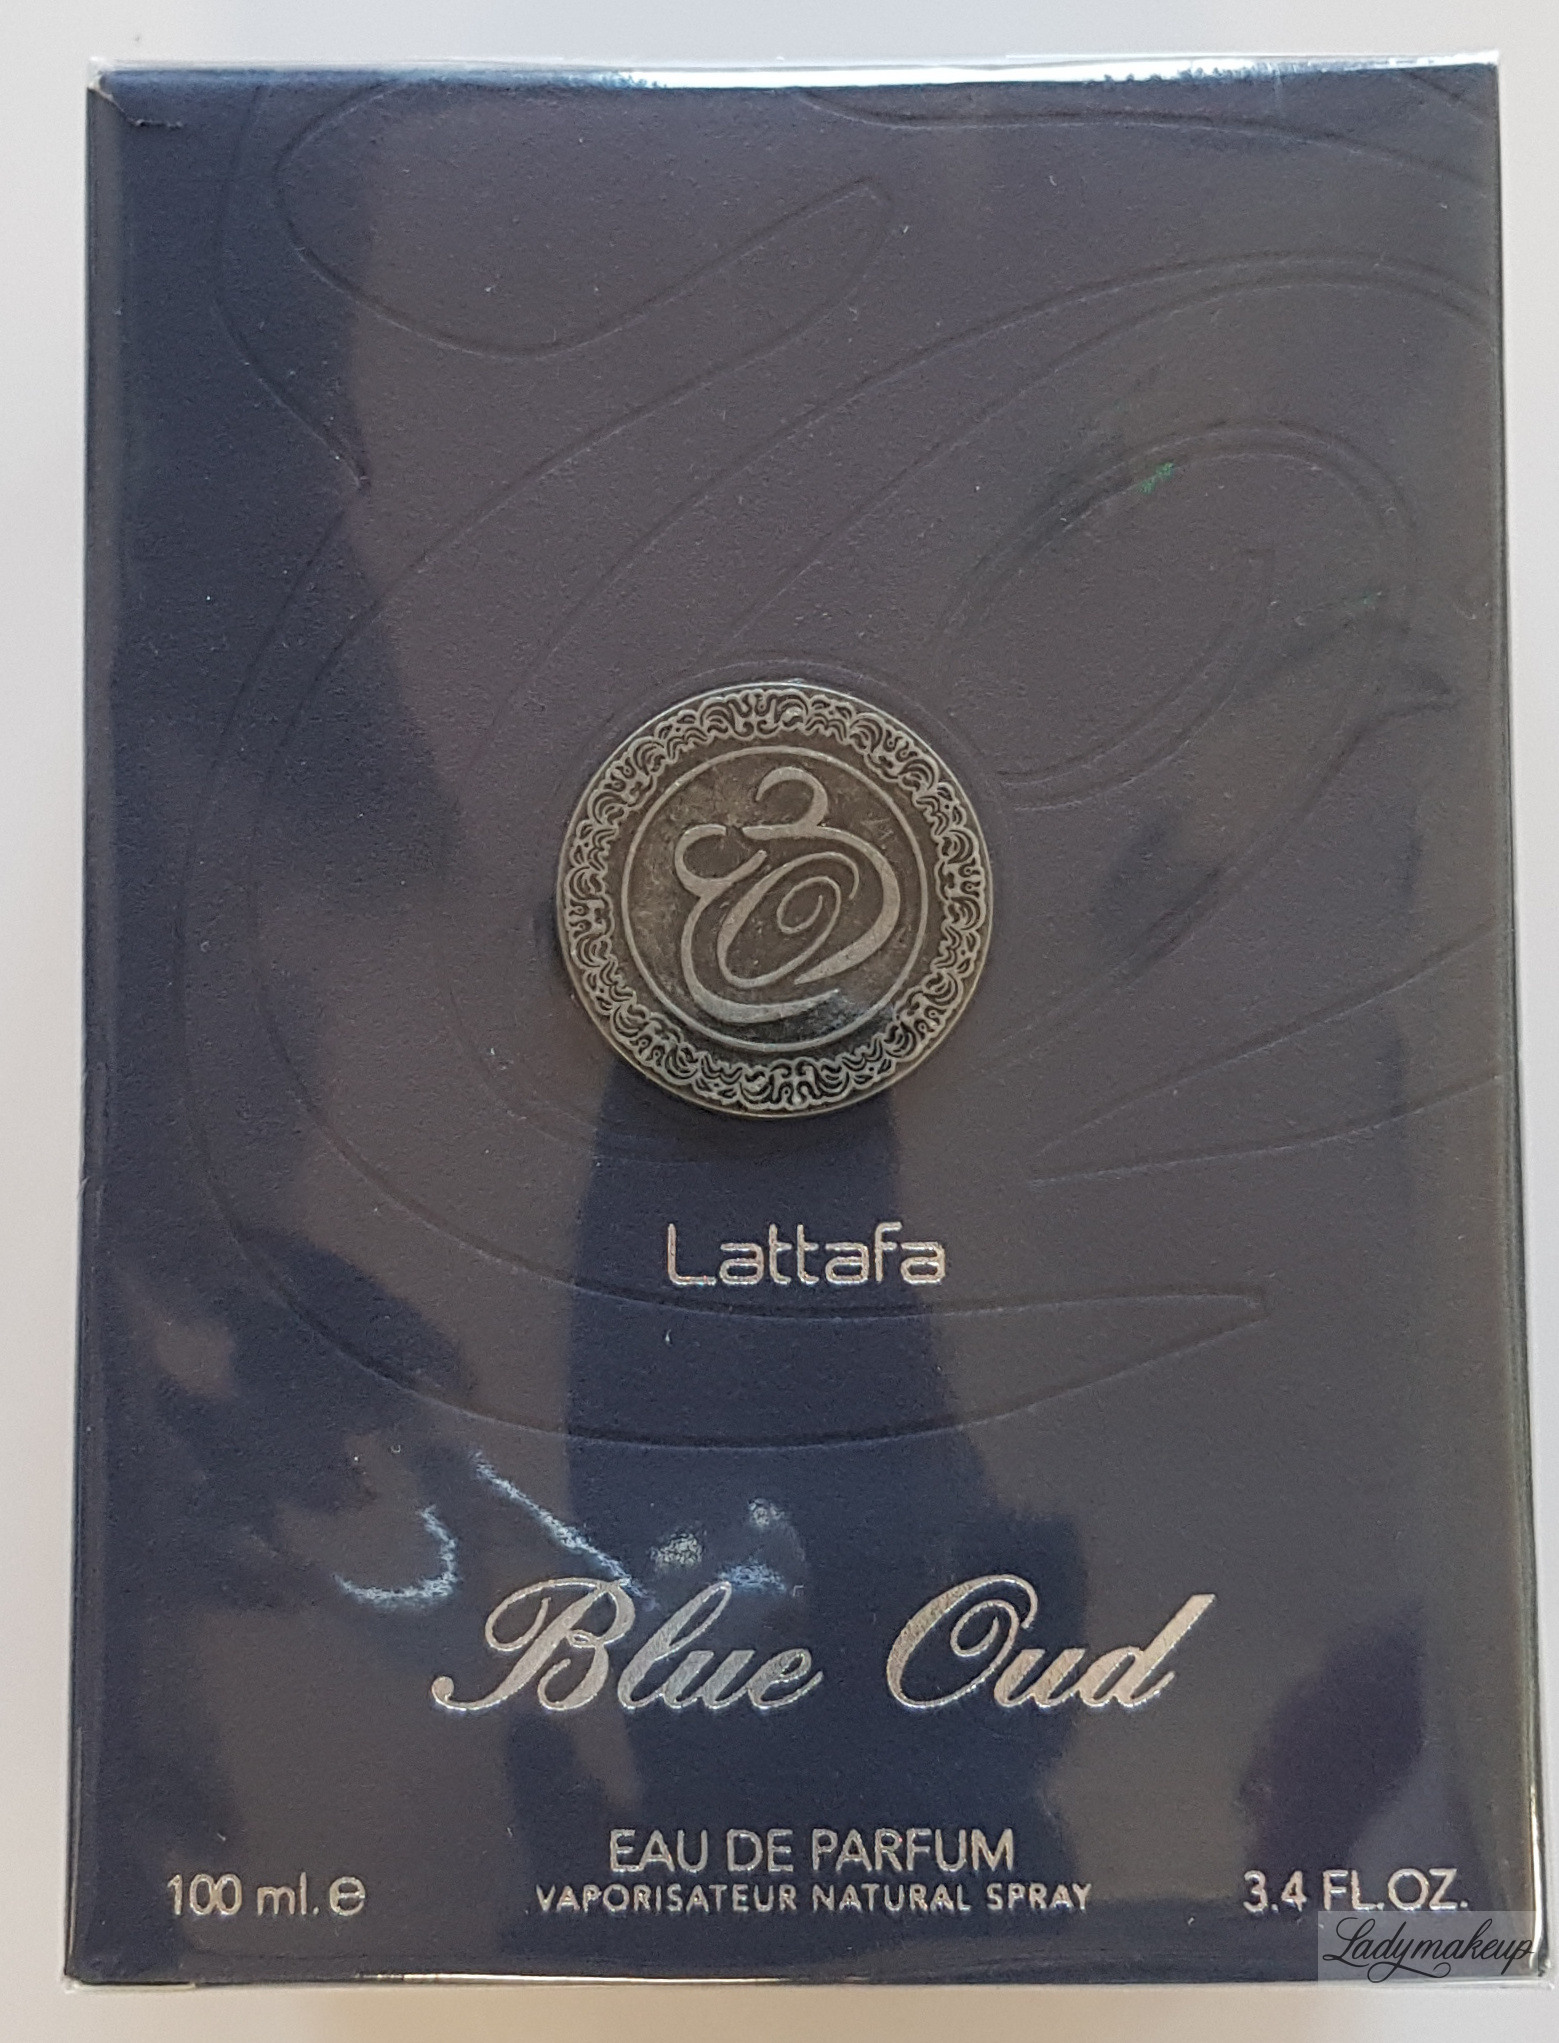 Lattafa
Blue Oud
EAU DE PARFUM
VAPORISATEUR NATURAL SPRAY
100 ml. ℮
3.4 FL.OZ.
Ladymakeup